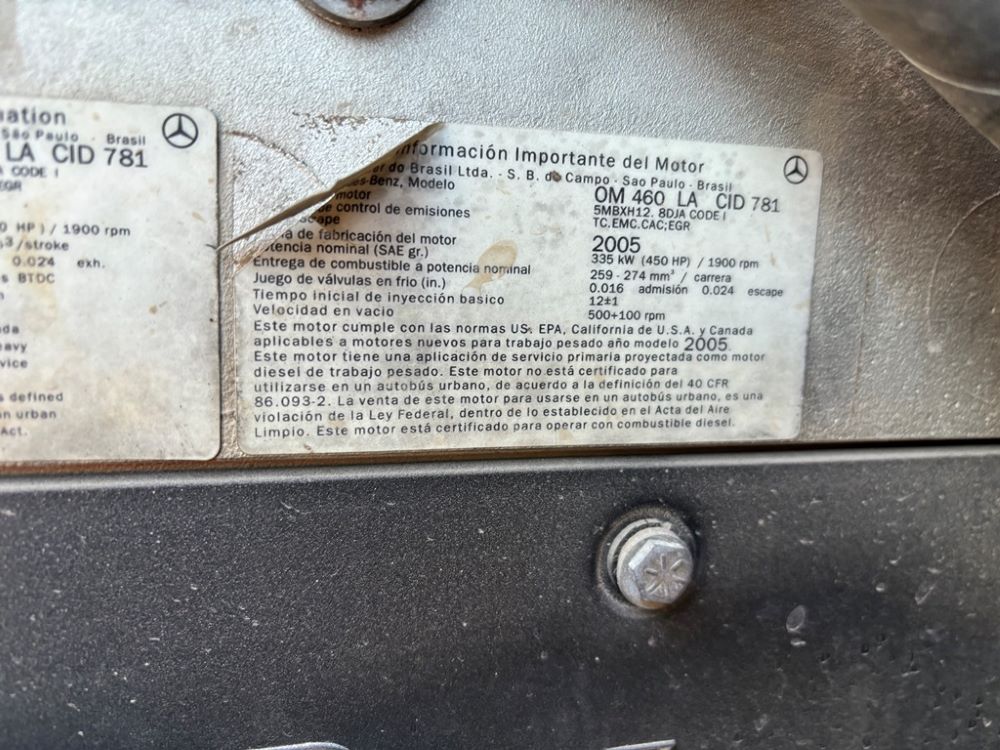 ation
São Paulo - Brasil
LA CID 781
CODE I
EGR
HP ) / 1900 rpm
/stroke
0.024 exh.
BTDC
eavy
vice
defined
urban
Act.
Información Importante del Motor
do Brasil Ltda. - S. B. do Campo - Sao Paulo - Brasil
Benz, Modelo OM 460 LA CID 781
motor 5MBXH12. 8DJA CODE I
control de emisiones TC.EMC.CAC;EGR
escape
de fabricación del motor 2005
potencia nominal (SAE gr.) 335 kW (450 HP) / 1900 rpm
Entrega de combustible a potencia nominal 259 - 274 mm³ / carrera
Juego de válvulas en frio (in.) 0.016 admisión 0.024 escape
Tiempo inicial de inyección basico 12±1
Velocidad en vacio 500+100 rpm
Este motor cumple con las normas US. EPA, California de U.S.A. y Canada
aplicables a motores nuevos para trabajo pesado año modelo 2005.
Este motor tiene una aplicación de servicio primaria proyectada como motor
diesel de trabajo pesado. Este motor no está certificado para
utilizarse en un autobús urbano, de acuerdo a la definición del 40 CFR
86.093-2. La venta de este motor para usarse en un autobús urbano, es una
violación de la Ley Federal, dentro de lo establecido en el Acta del Aire
Limpio. Este motor está certificado para operar con combustible diesel.